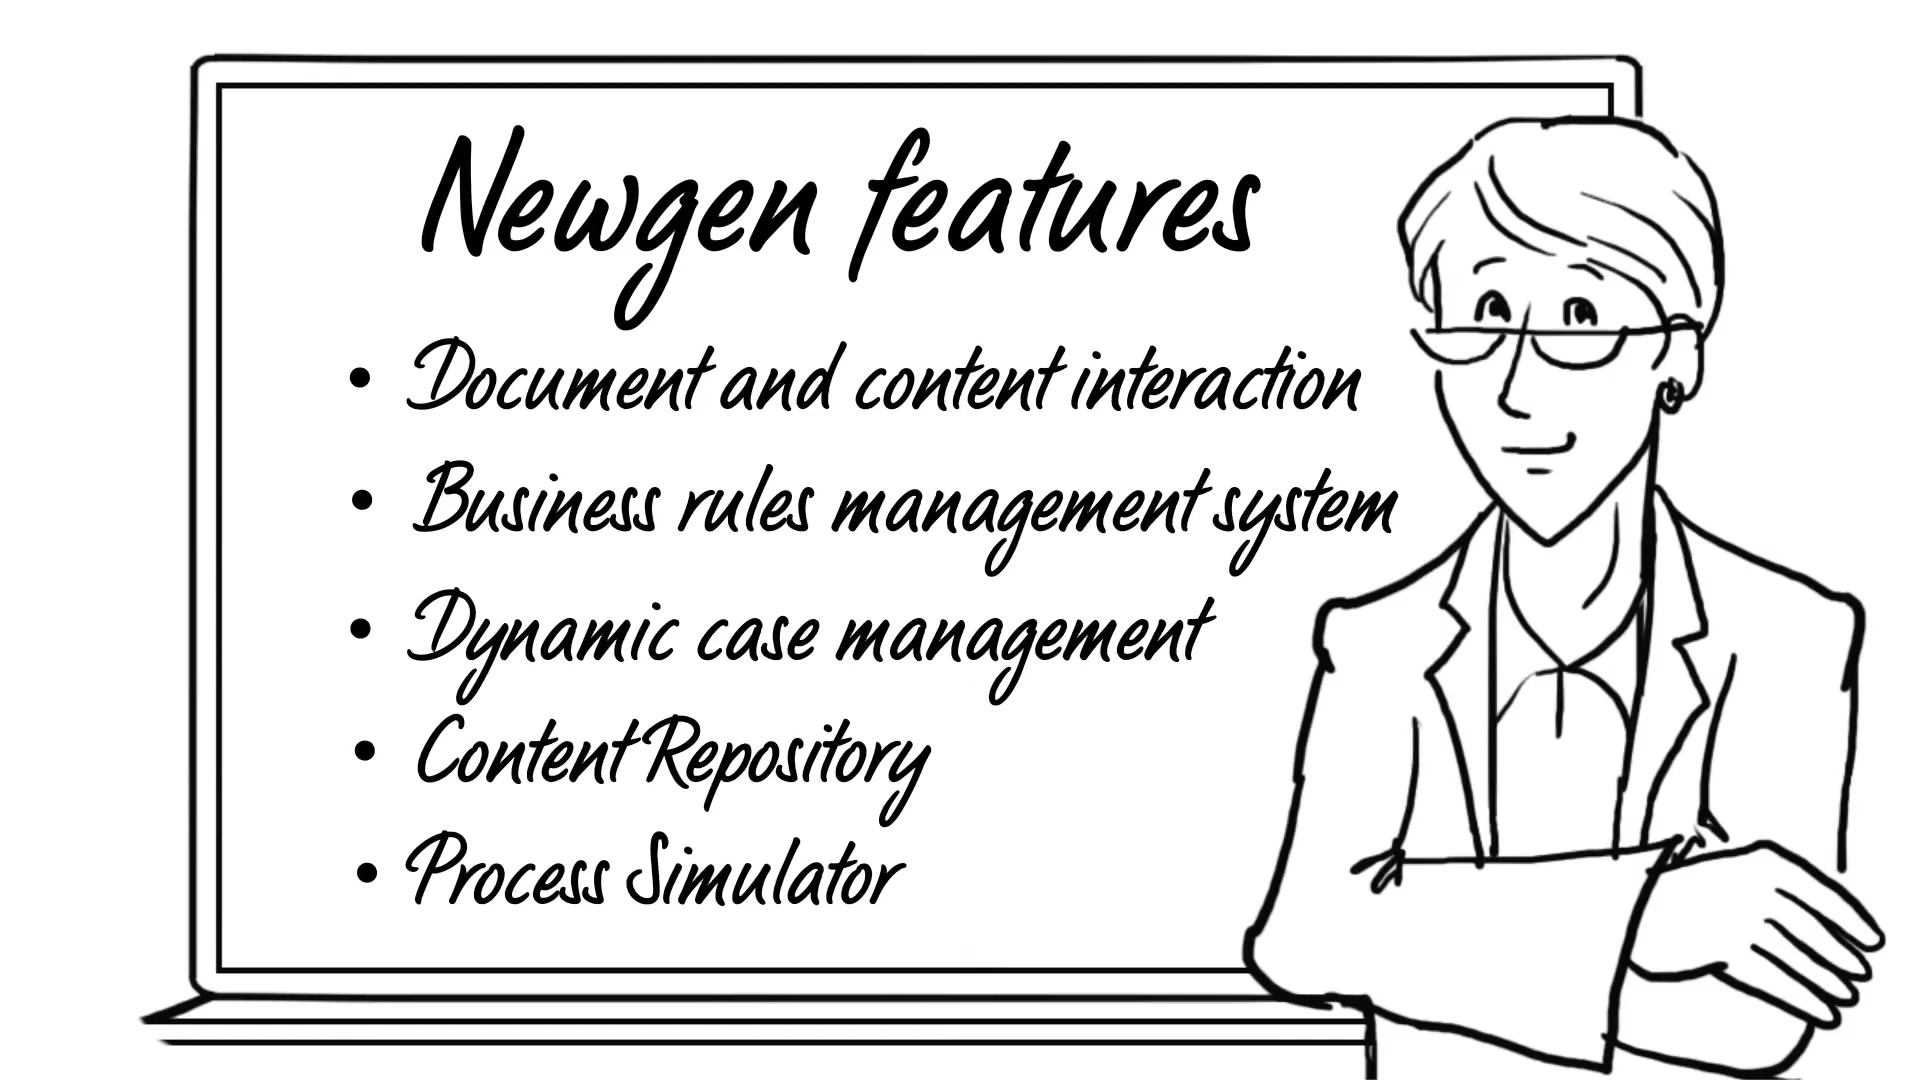 Newgen features
• Document and content interaction
• Business rules management system
• Dynamic case management
• Content Repository
• Process Simulator